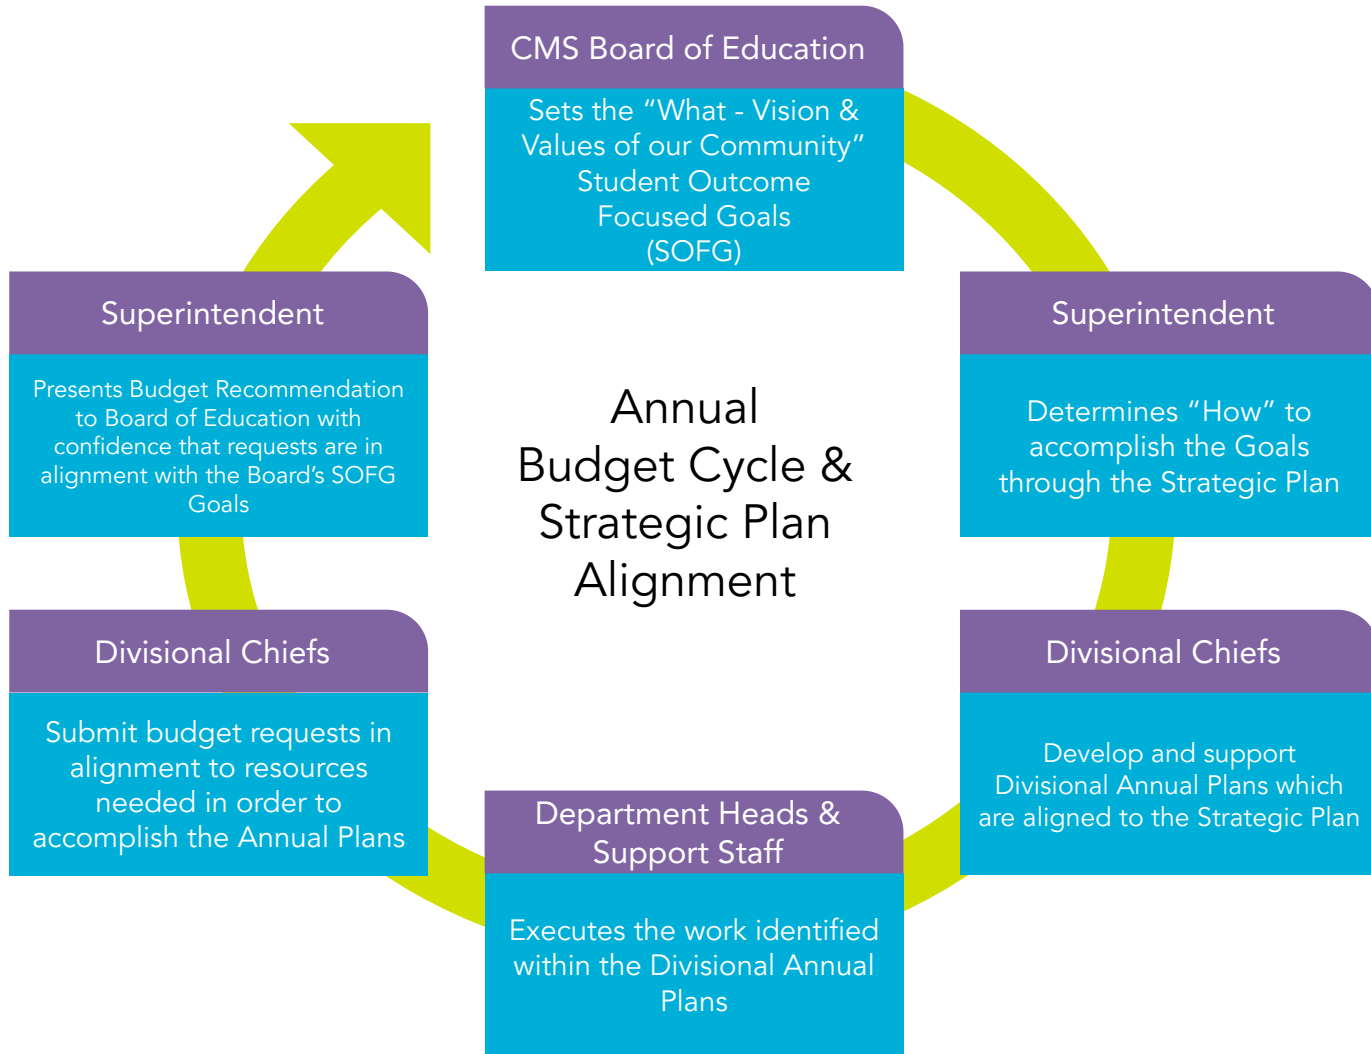 CMS Board of Education
Sets the “What - Vision &
Values of our Community”
Student Outcome
Focused Goals
(SOFG)
Superintendent
Determines “How” to
accomplish the Goals
through the Strategic Plan
Divisional Chiefs
Develop and support
Divisional Annual Plans which
are aligned to the Strategic Plan
Department Heads &
Support Staff
Executes the work identified
within the Divisional Annual
Plans
Divisional Chiefs
Submit budget requests in
alignment to resources
needed in order to
accomplish the Annual Plans
Superintendent
Presents Budget Recommendation
to Board of Education with
confidence that requests are in
alignment with the Board’s SOFG
Goals
Annual
Budget Cycle &
Strategic Plan
Alignment